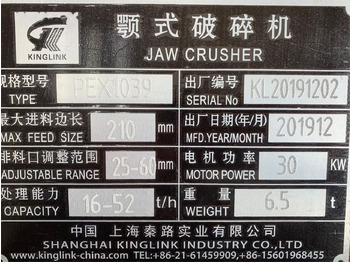 KINGLINK
颚式破碎机
JAW CRUSHER
规格型号 TYPE PEX1039 出厂编号 SERIAL No KL20191202
最大进料边长 MAX FEED SIZE 210 mm 出厂日期(年/月) MFD.YEAR/MONTH 201912
排料口调整范围 ADJUSTABLE RANGE 25-60 mm 电机功率 MOTOR POWER 30 KW
处理能力 CAPACITY 16-52 t/h 重量 WEIGHT 6.5 t
中国 上海秦路实业有限公司
SHANGHAI KINGLINK INDUSTRY CO.,LTD.
www.kinglink-china.com TEL:+86-21-61459909,+86-15601968455